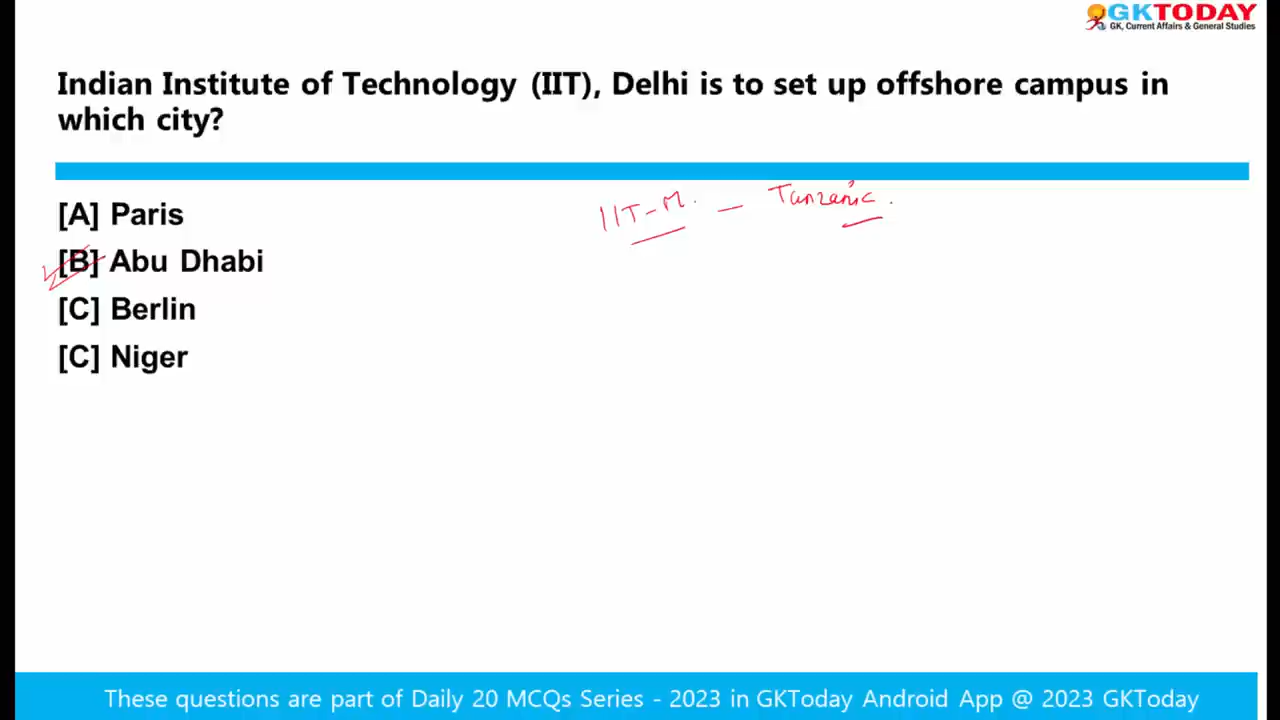 GKTODAY
GK, Current Affairs & General Studies
Indian Institute of Technology (IIT), Delhi is to set up offshore campus in
which city?
IIT-M. - Tanzania.
[A] Paris
[B] Abu Dhabi
[C] Berlin
[C] Niger
These questions are part of Daily 20 MCQs Series - 2023 in GKToday Android App @ 2023 GKToday